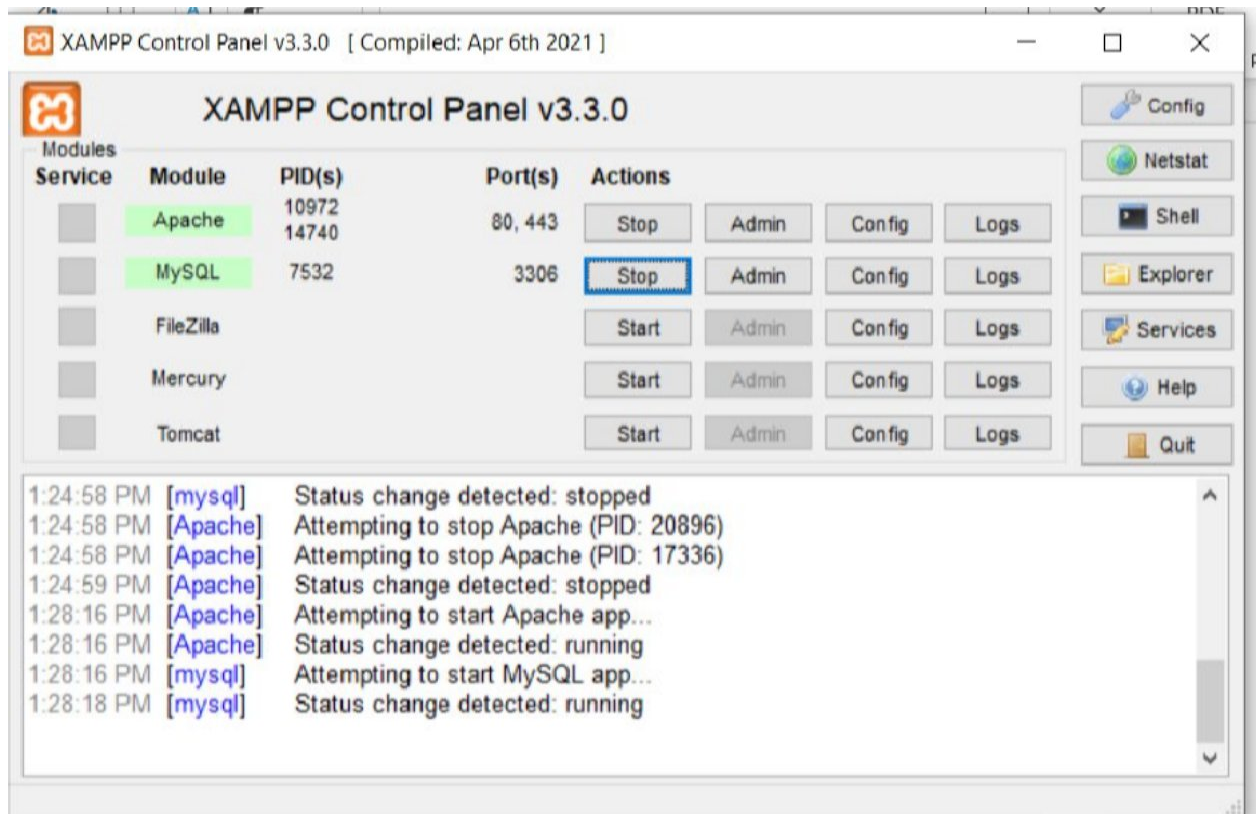 XAMPP Control Panel v3.3.0 [ Compiled: Apr 6th 2021 ]
XAMPP Control Panel v3.3.0
Config
Modules
Netstat
Service Module PID(s) Port(s) Actions
Apache 10972 14740 80, 443 Stop Admin Config Logs
Shell
MySQL 7532 3306 Stop Admin Config Logs
Explorer
FileZilla Start Admin Config Logs
Services
Mercury Start Admin Config Logs
Help
Tomcat Start Admin Config Logs
Quit
1:24:58 PM [mysql] Status change detected: stopped
1:24:58 PM [Apache] Attempting to stop Apache (PID: 20896)
1:24:58 PM [Apache] Attempting to stop Apache (PID: 17336)
1:24:59 PM [Apache] Status change detected: stopped
1:28:16 PM [Apache] Attempting to start Apache app...
1:28:16 PM [Apache] Status change detected: running
1:28:16 PM [mysql] Attempting to start MySQL app...
1:28:18 PM [mysql] Status change detected: running